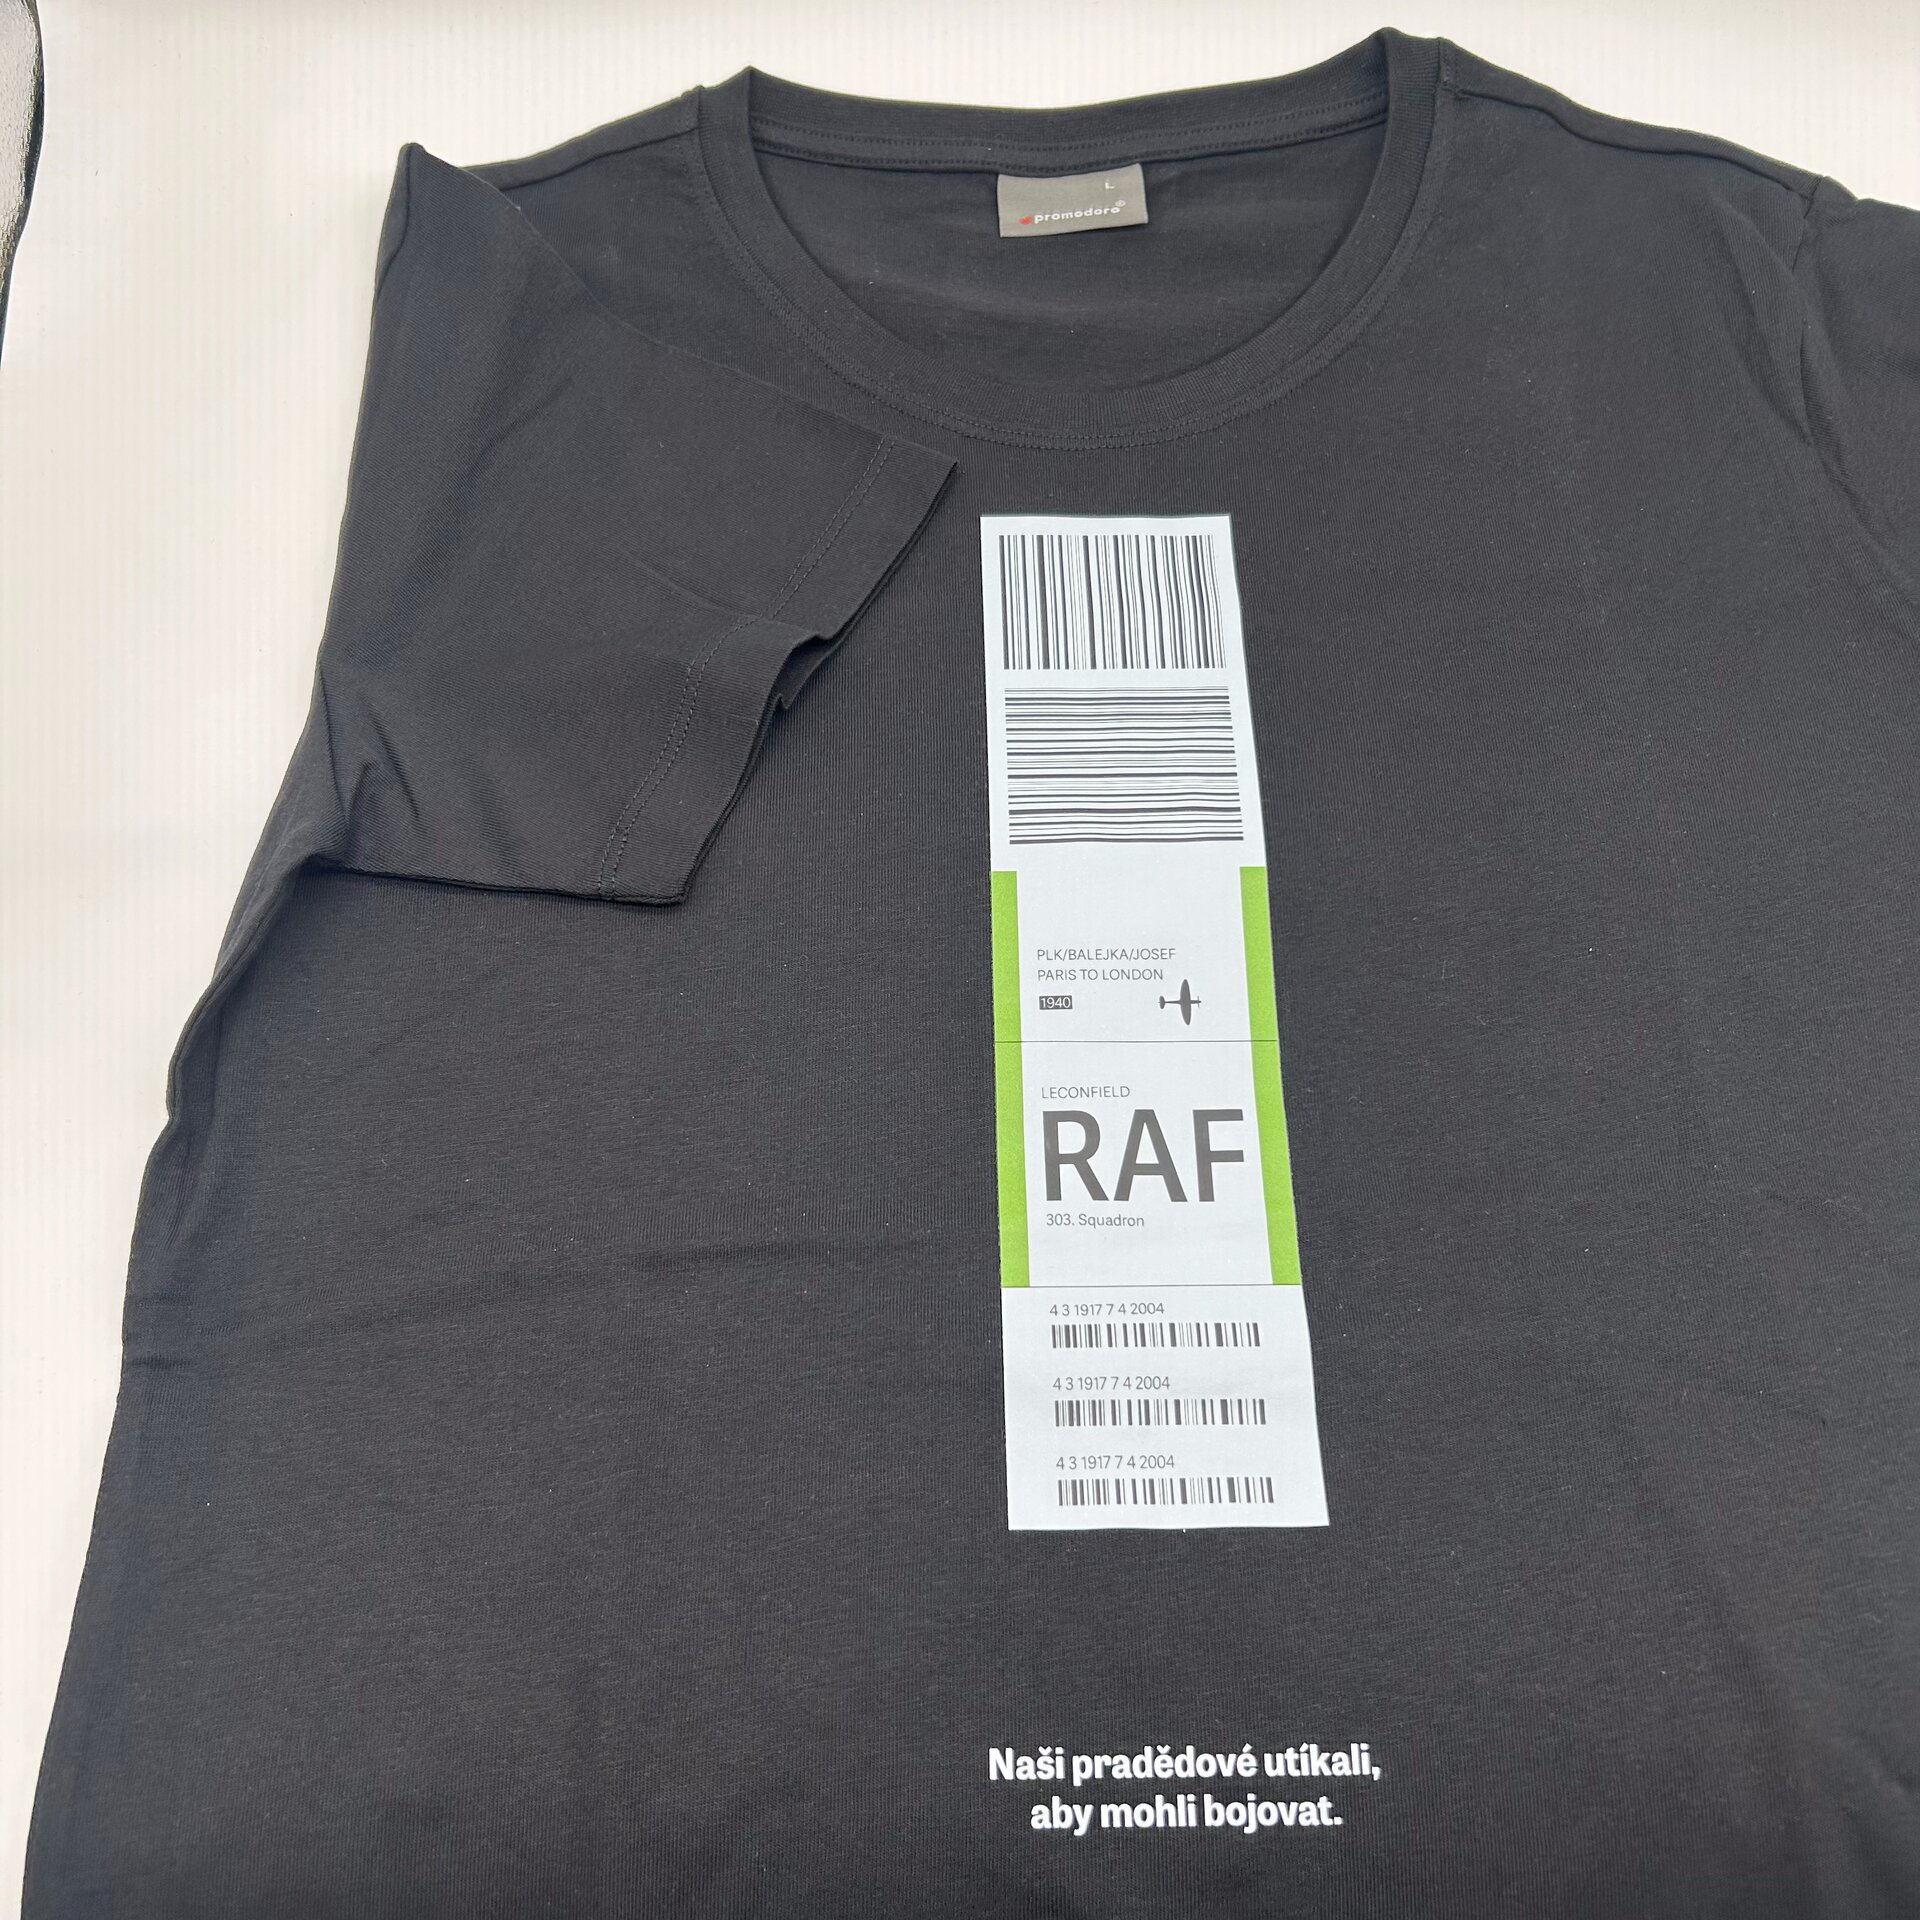 L
promodoro®
PLK/BALEJKA/JOSEF
PARIS TO LONDON
1940
LECONFIELD
RAF
303. Squadron
4 3 1917 7 4 2004
4 3 1917 7 4 2004
4 3 1917 7 4 2004
Naši pradědové utíkali,
aby mohli bojovat.